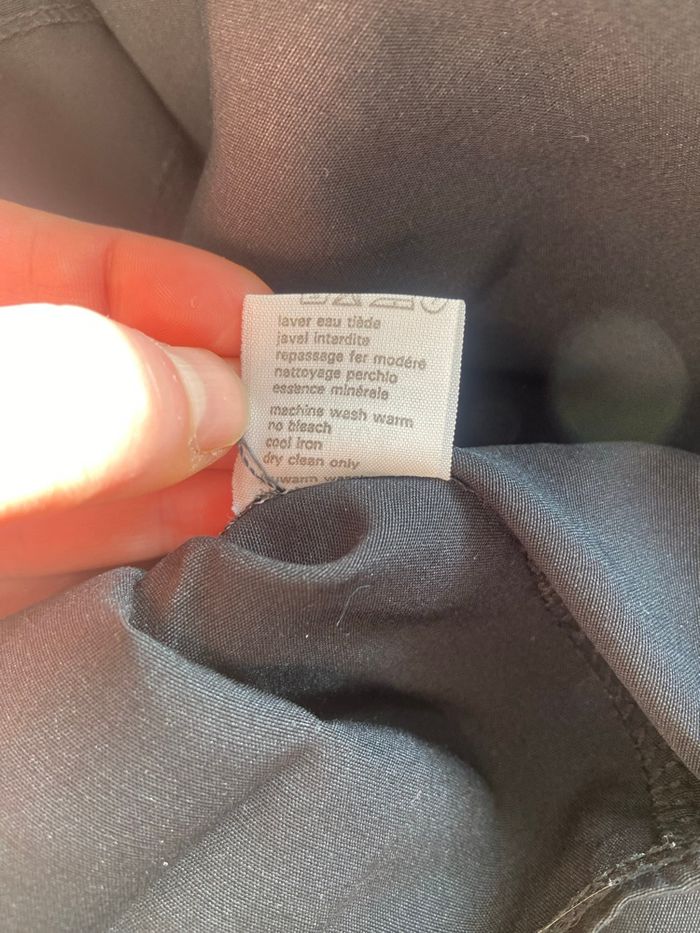 laver eau tiède
javel interdite
repassage fer modéré
nettoyage perchlo
essence minérale
machine wash warm
no bleach
cool iron
dry clean only
warm